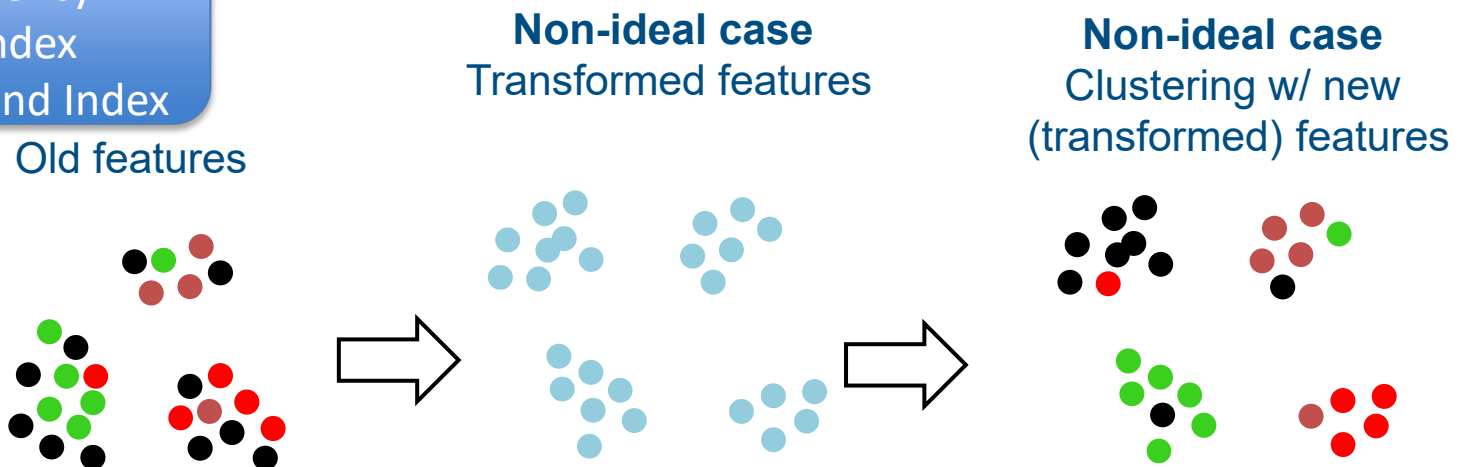 ndex
nd Index
Old features
Non-ideal case
Transformed features
Non-ideal case
Clustering w/ new
(transformed) features